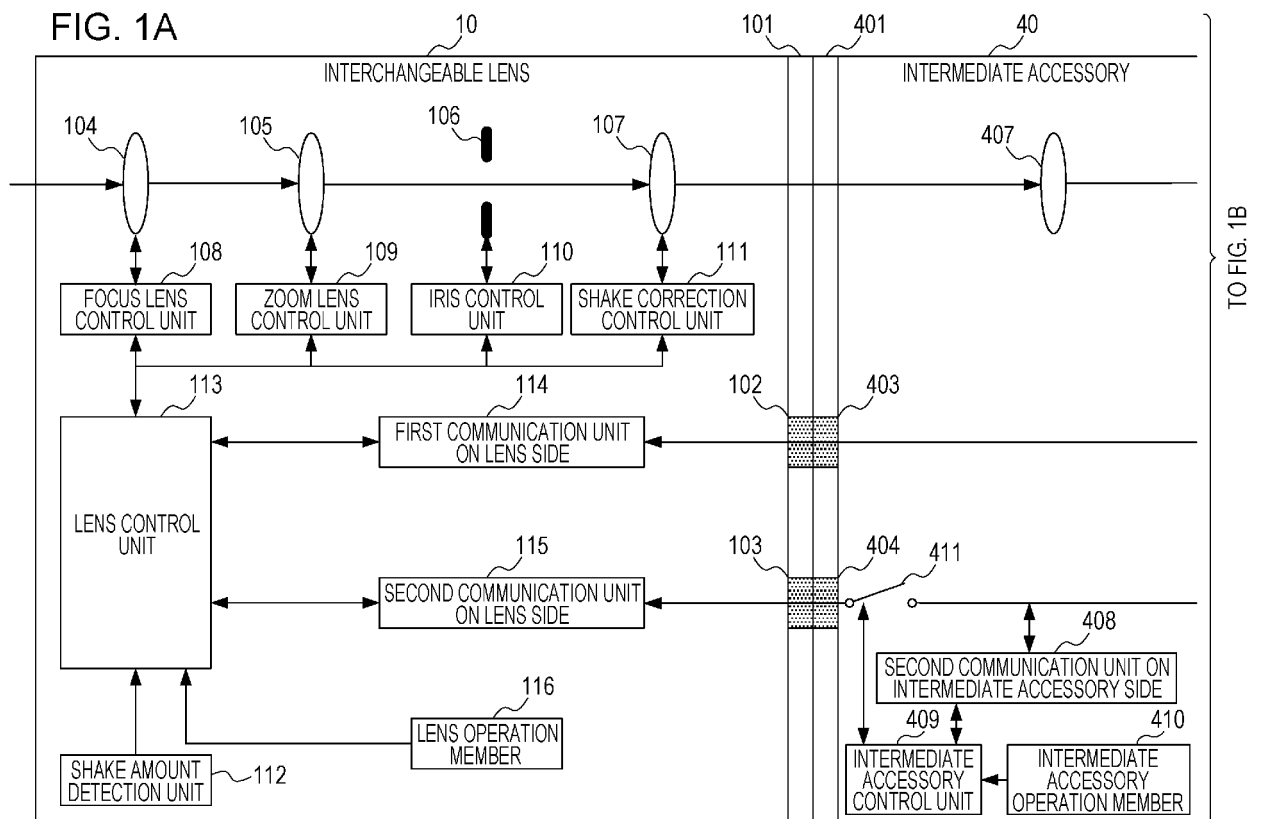 FIG. 1A
10
101
401
40
INTERCHANGEABLE LENS
INTERMEDIATE ACCESSORY
104
105
106
107
407
108
109
110
111
FOCUS LENS
CONTROL UNIT
ZOOM LENS
CONTROL UNIT
IRIS CONTROL
UNIT
SHAKE CORRECTION
CONTROL UNIT
TO FIG. 1B
113
114
102
403
FIRST COMMUNICATION UNIT
ON LENS SIDE
LENS CONTROL
UNIT
115
103
404
411
SECOND COMMUNICATION UNIT
ON LENS SIDE
408
SECOND COMMUNICATION UNIT ON
INTERMEDIATE ACCESSORY SIDE
116
LENS OPERATION
MEMBER
409
410
SHAKE AMOUNT
DETECTION UNIT
112
INTERMEDIATE
ACCESSORY
CONTROL UNIT
INTERMEDIATE
ACCESSORY
OPERATION MEMBER